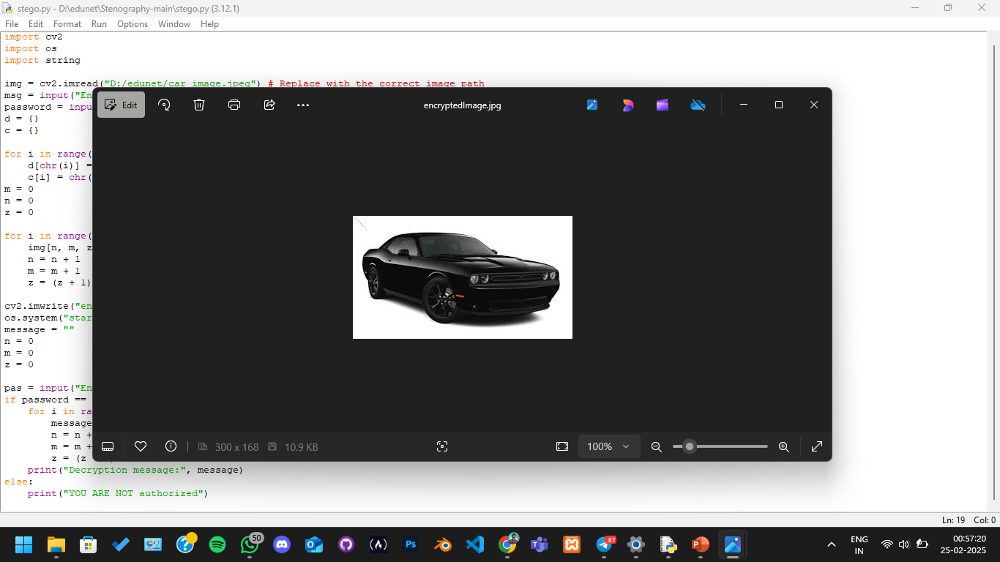 stego.py - D:\edunet\Stenography-main\stego.py (3.12.1)
File Edit Format Run Options Window Help
import cv2
import os
import string
img = cv2.imread("D:/edunet/car image.jpeg") # Replace with the correct image path
msg = input("En
password = inpu
d = {}
c = {}
for i in range(
d[chr(i)] =
c[i] = chr(
m = 0
n = 0
z = 0
for i in range(
img[n, m, z
n = n + 1
m = m + 1
z = (z + 1)
cv2.imwrite("en
os.system("star
message = ""
n = 0
m = 0
z = 0
pas = input("En
if password ==
for i in ra
message
n = n +
m = m +
z = (z
print("Decryption message:", message)
else:
print("YOU ARE NOT authorized")
Edit
encryptedImage.jpg
300 x 168 10.9 KB
100%
Ln: 19 Col: 0
50
Ps
87
ENG
IN
00:57:20
25-02-2025